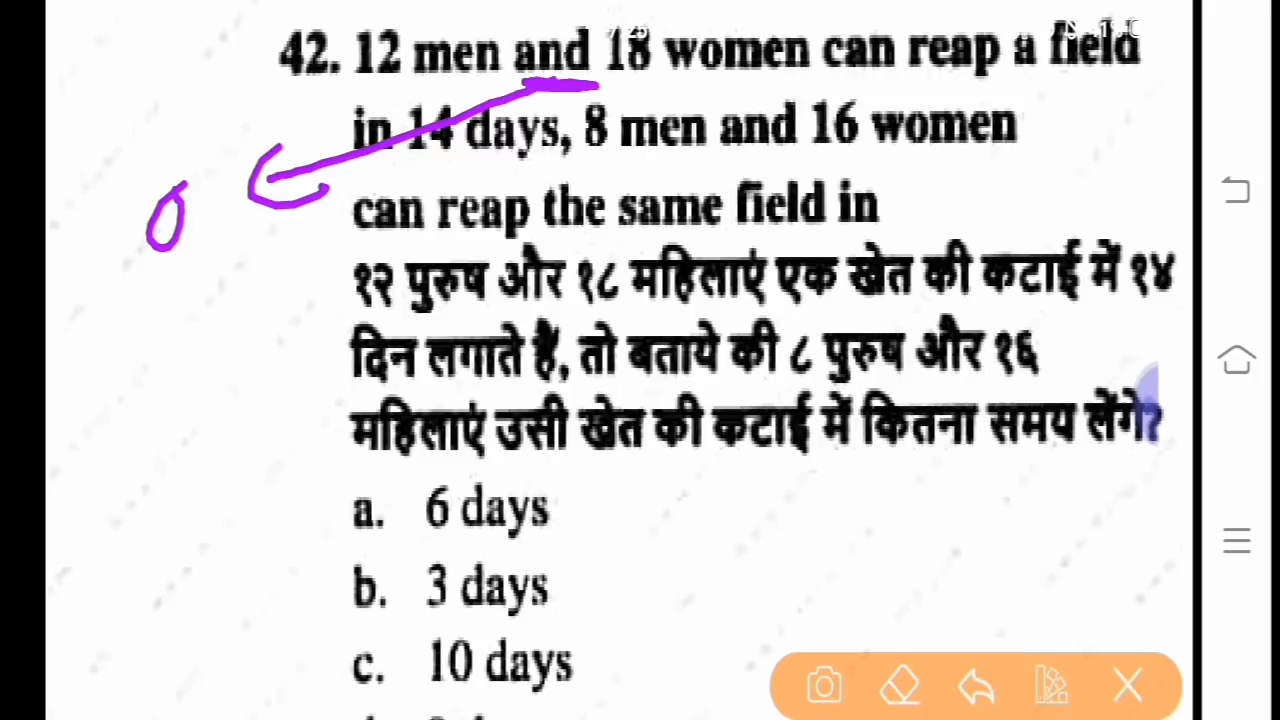 42. 12 men and 18 women can reap a field
in 14 days, 8 men and 16 women
can reap the same field in
१२ पुरुष और १८ महिलाएं एक खेत की कटाई में १४
दिन लगाते हैं, तो बताये की ८ पुरुष और १६
महिलाएं उसी खेत की कटाई में कितना समय लेंगे?
a. 6 days
b. 3 days
c. 10 days